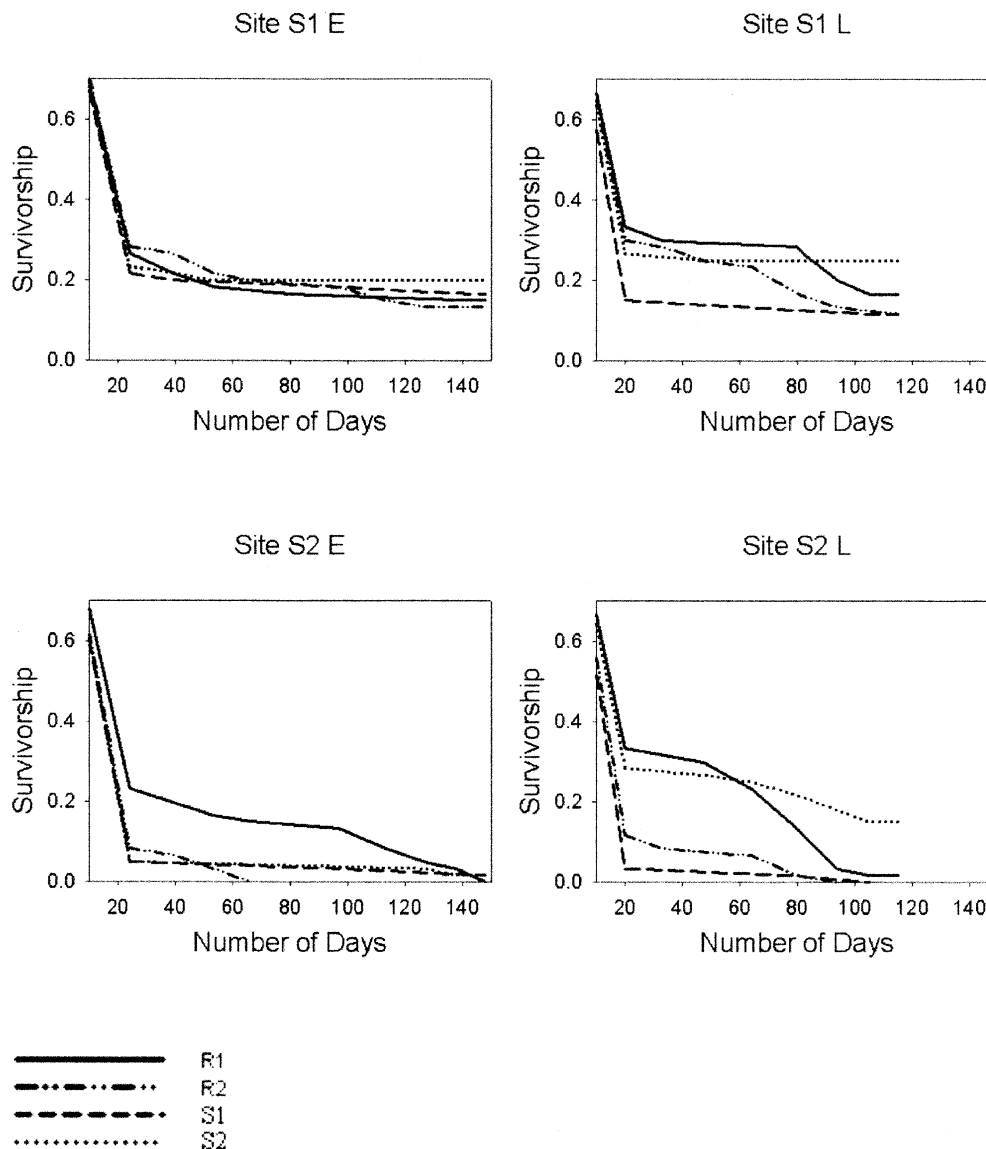 Site S1 E
Site S1 L
Survivorship
0.6
0.4
0.2
0.0
20 40 60 80 100 120 140
Number of Days
Survivorship
0.6
0.4
0.2
0.0
20 40 60 80 100 120 140
Number of Days
Site S2 E
Site S2 L
Survivorship
0.6
0.4
0.2
0.0
20 40 60 80 100 120 140
Number of Days
Survivorship
0.6
0.4
0.2
0.0
20 40 60 80 100 120 140
Number of Days
R1
R2
S1
S2